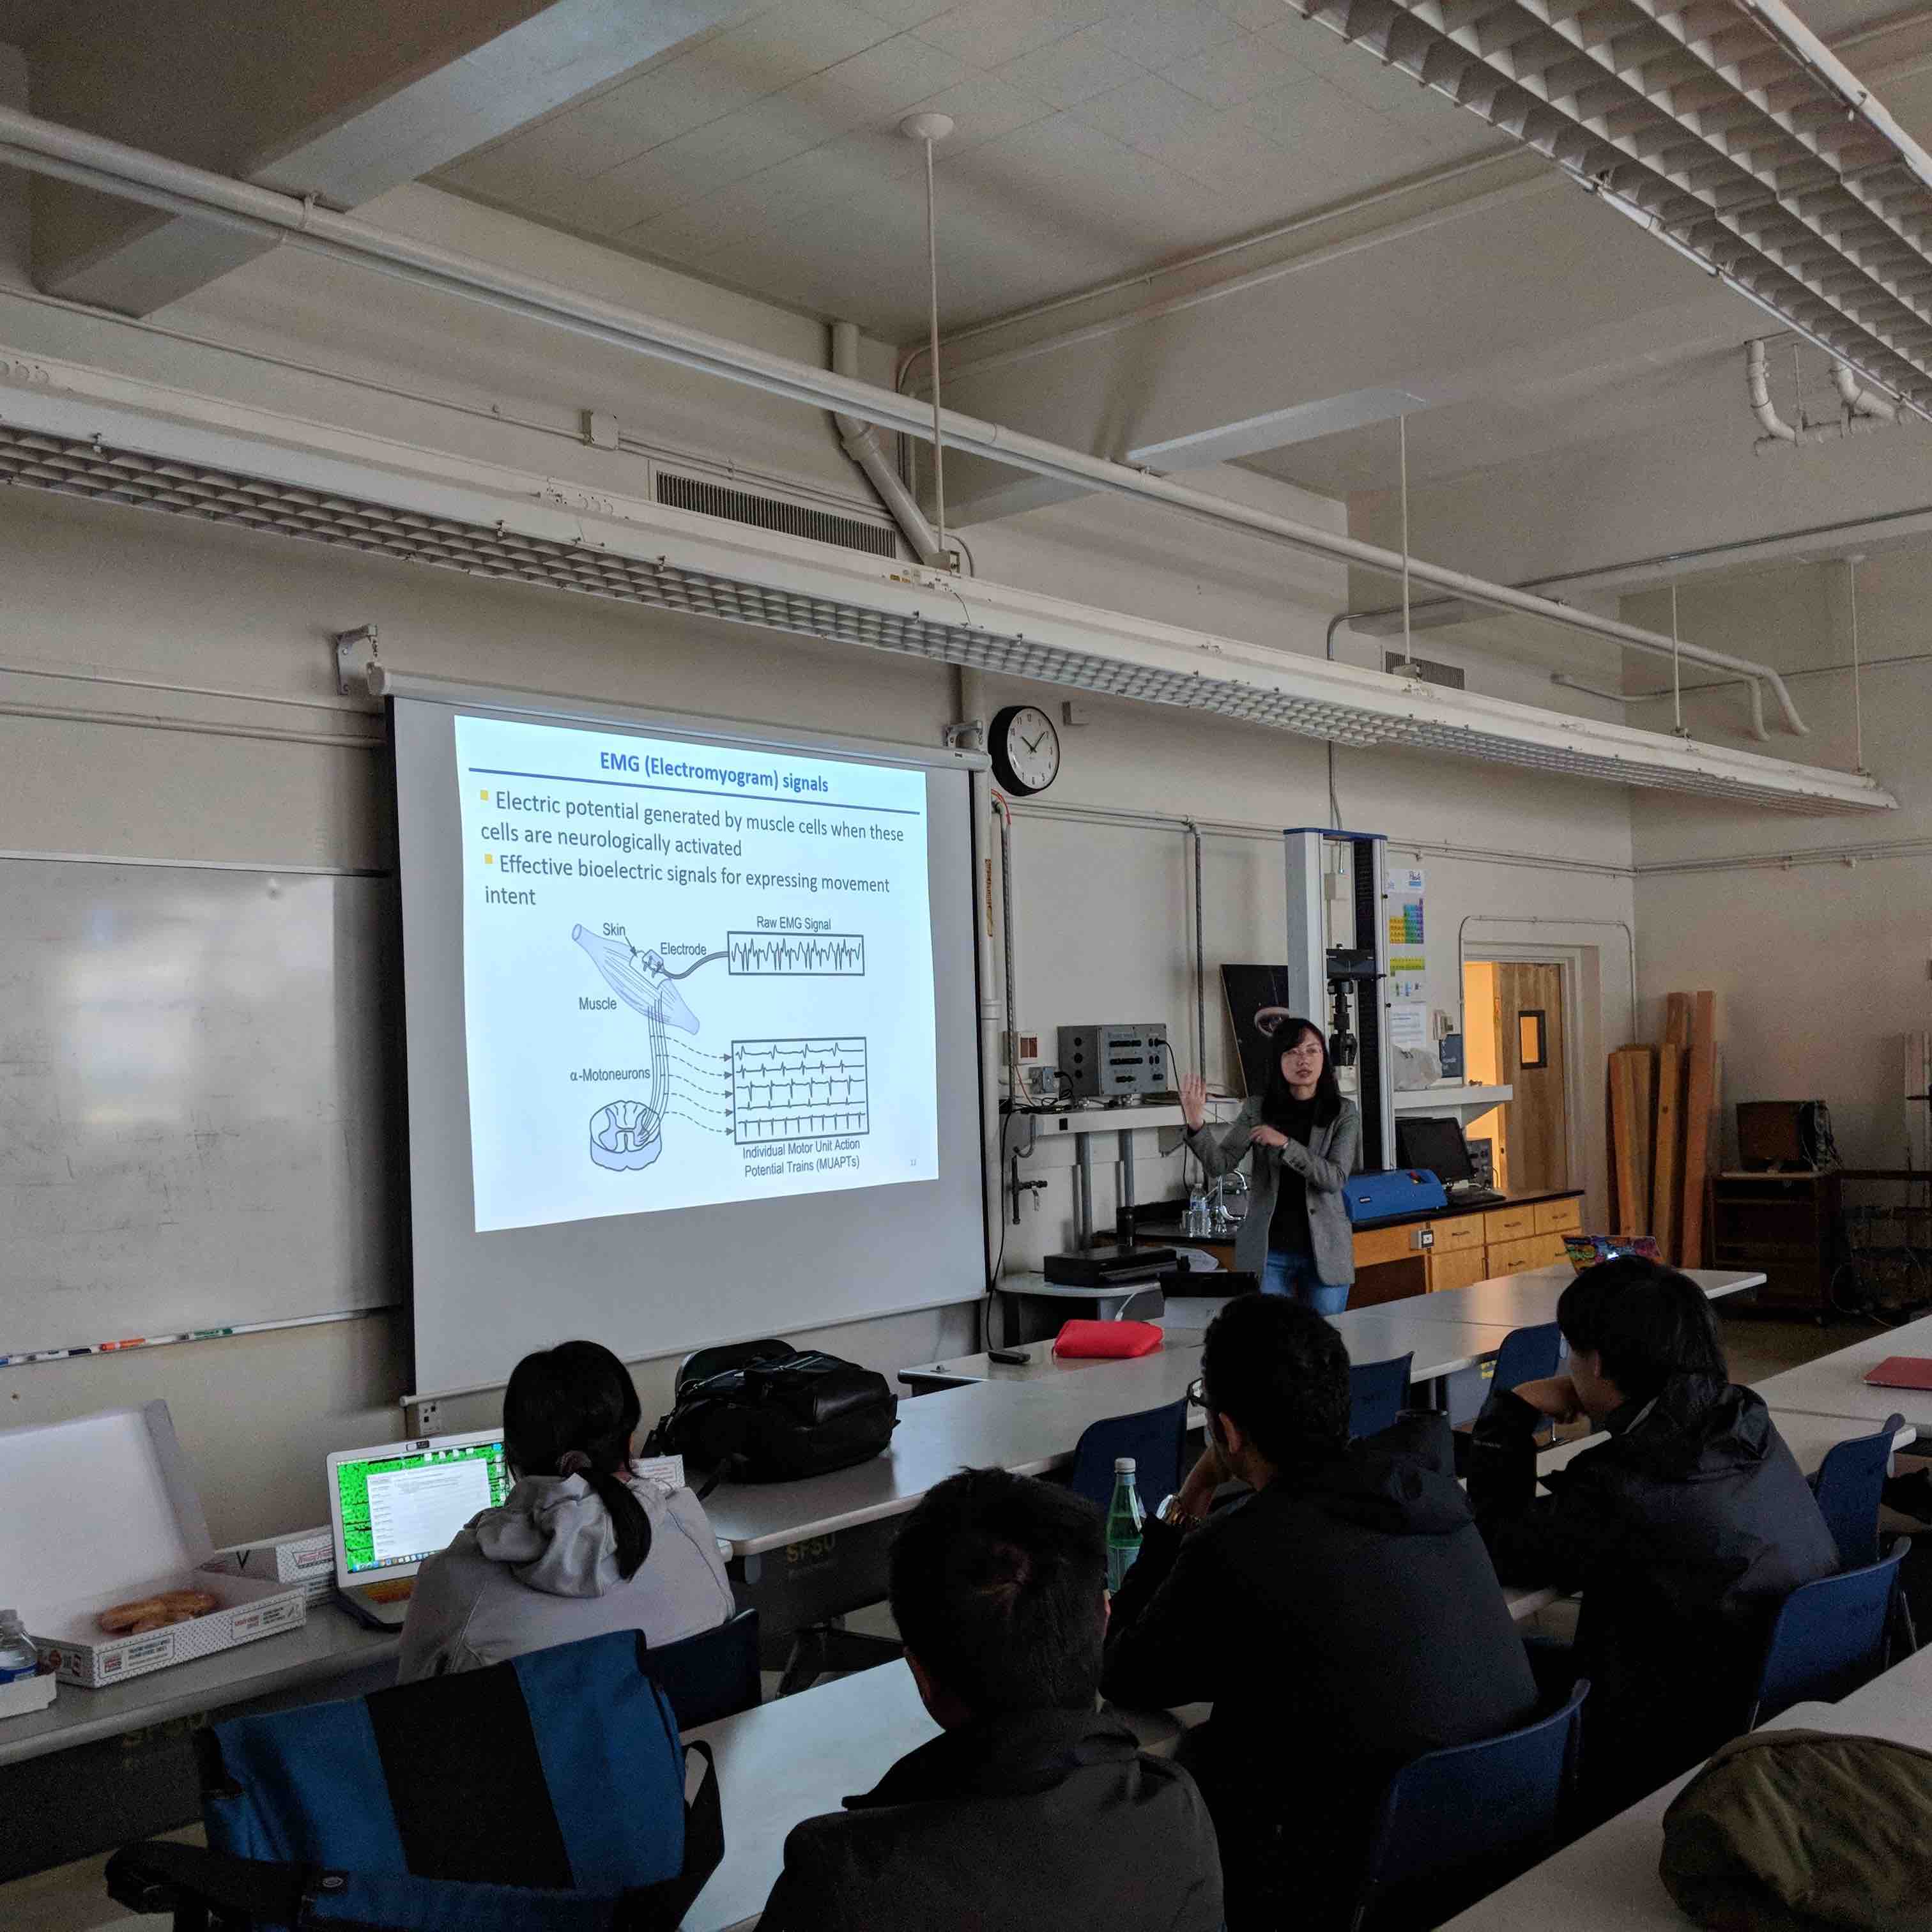 EMG (Electromyogram) signals
Electric potential generated by muscle cells when these
cells are neurologically activated
Effective bioelectric signals for expressing movement
intent
Raw EMG Signal
Skin
Electrode
Muscle
α-Motoneurons
Individual Motor Unit Action
Potential Trains (MUAPTs)
SFSU